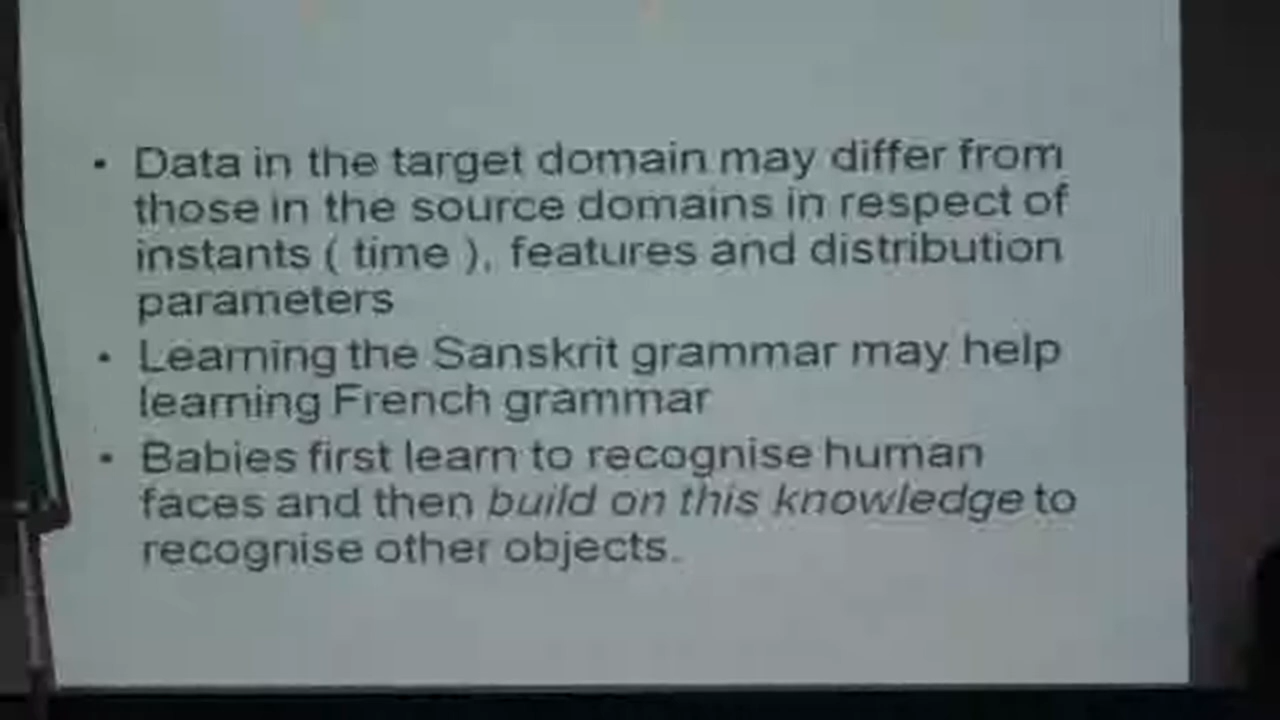 • Data in the target domain may differ from
those in the source domains in respect of
instants ( time ), features and distribution
parameters
• Learning the Sanskrit grammar may help
learning French grammar
• Babies first learn to recognise human
faces and then build on this knowledge to
recognise other objects.